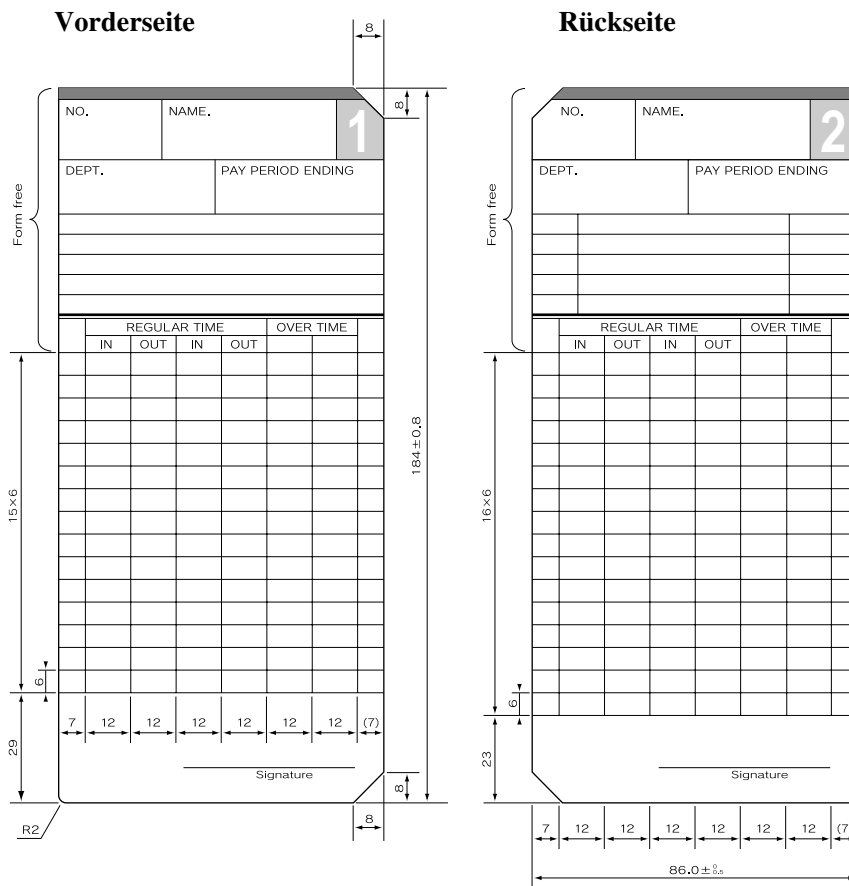 Vorderseite
8
8
NO.
NAME.
1
DEPT.
PAY PERIOD ENDING
Form free
REGULAR TIME
OVER TIME
IN OUT IN OUT
184±0.8
15×6
6
29
7 12 12 12 12 12 12 (7)
Signature
8
R2
8
Rückseite
NO.
NAME.
2
DEPT.
PAY PERIOD ENDING
Form free
REGULAR TIME
OVER TIME
IN OUT IN OUT
16×6
6
23
Signature
7 12 12 12 12 12 12 (7